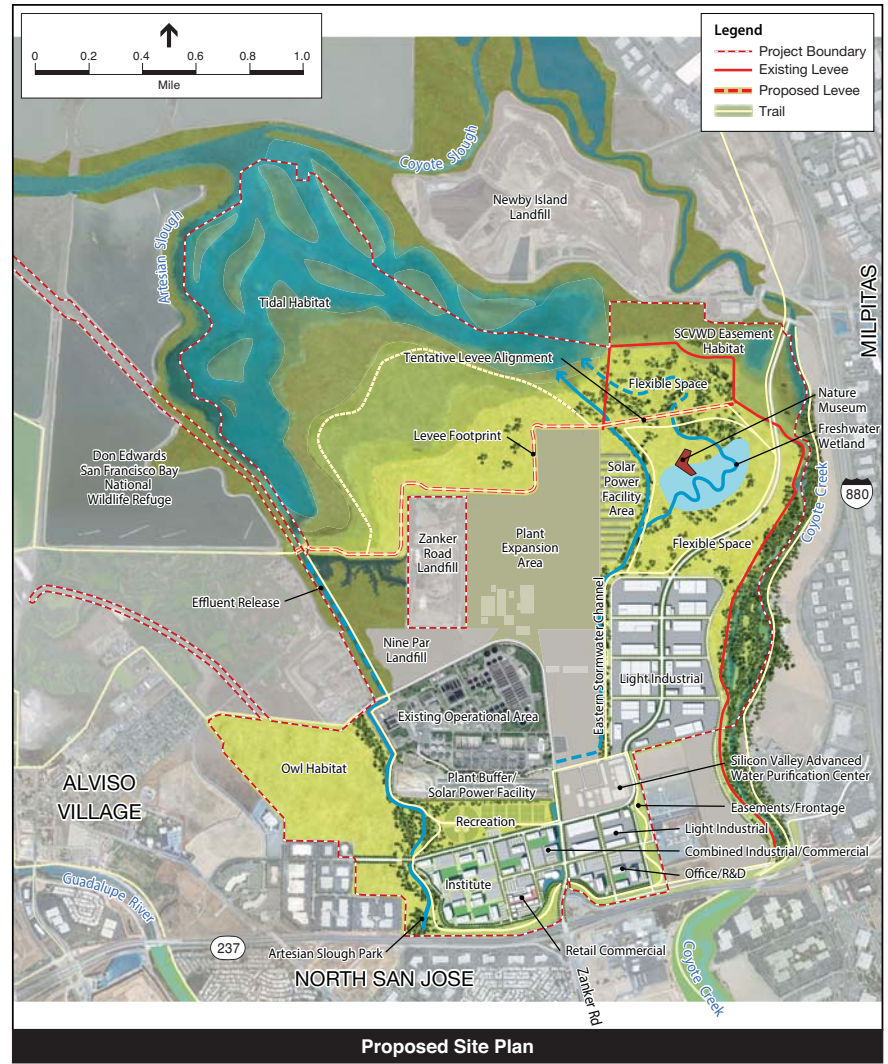 0
0.2
0.4
0.6
0.8
1.0
Mile
Legend
Project Boundary
Existing Levee
Proposed Levee
Trail
Coyote Slough
Newby Island
Landfill
Artesian Slough
Tidal Habitat
MILPITAS
SCVWD Easement
Habitat
Tentative Levee Alignment
Flexible Space
Nature
Museum
Freshwater
Wetland
Levee Footprint
Don Edwards
San Francisco Bay
National
Wildlife Refuge
Solar
Power
Facility
Area
Coyote Creek
880
Zanker
Road
Landfill
Plant
Expansion
Area
Flexible Space
Effluent Release
Eastern Stormwater Channel
Nine Par
Landfill
Light Industrial
Existing Operational Area
Owl Habitat
ALVISO
VILLAGE
Plant Buffer/
Solar Power Facility
Silicon Valley Advanced
Water Purification Center
Easements/Frontage
Recreation
Light Industrial
Combined Industrial/Commercial
Office/R&D
Institute
Guadalupe River
237
Artesian Slough Park
Retail Commercial
NORTH SAN JOSE
Zanker Rd
Coyote Creek
Proposed Site Plan